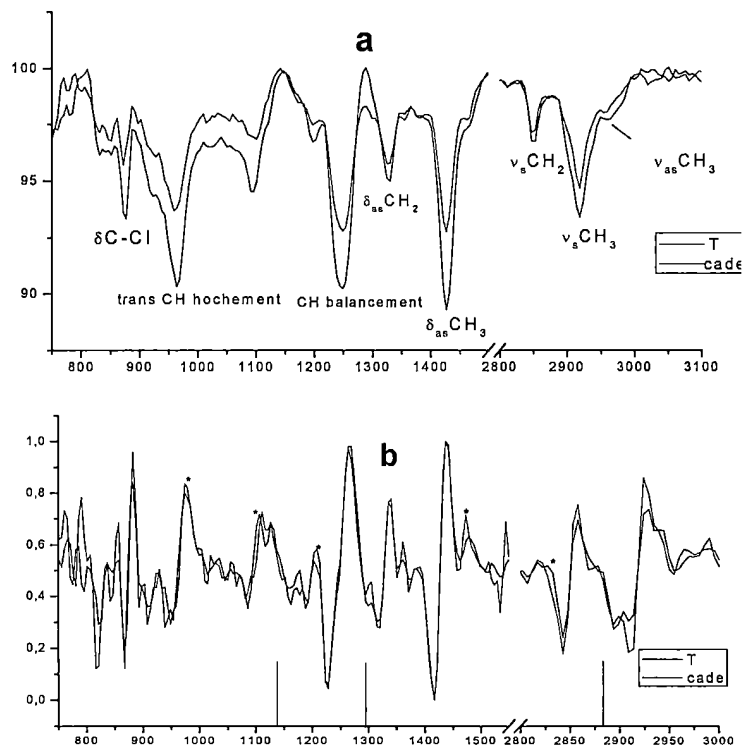 a
100
95
90
δC-Cl
trans CH hochement
CH balancement
δasCH2
δasCH3
νsCH2
νsCH3
νasCH3
T
cade
800 900 1000 1100 1200 1300 1400 2800 2900 3000 3100
b
1,0
0,8
0,6
0,4
0,2
0,0
*
*
*
*
*
T
cade
800 900 1000 1100 1200 1300 1400 1500 2800 2850 2900 2950 3000